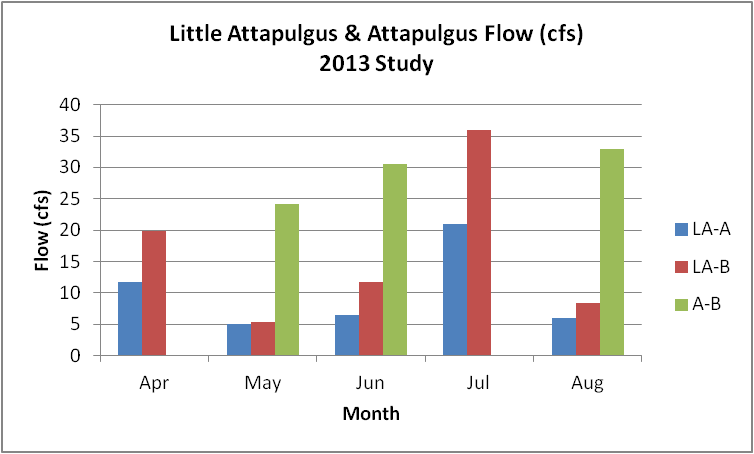 Little Attapulgus & Attapulgus Flow (cfs)
2013 Study
Flow (cfs)
40
35
30
25
20
15
10
5
0
Apr May Jun Jul Aug
Month
LA-A
LA-B
A-B